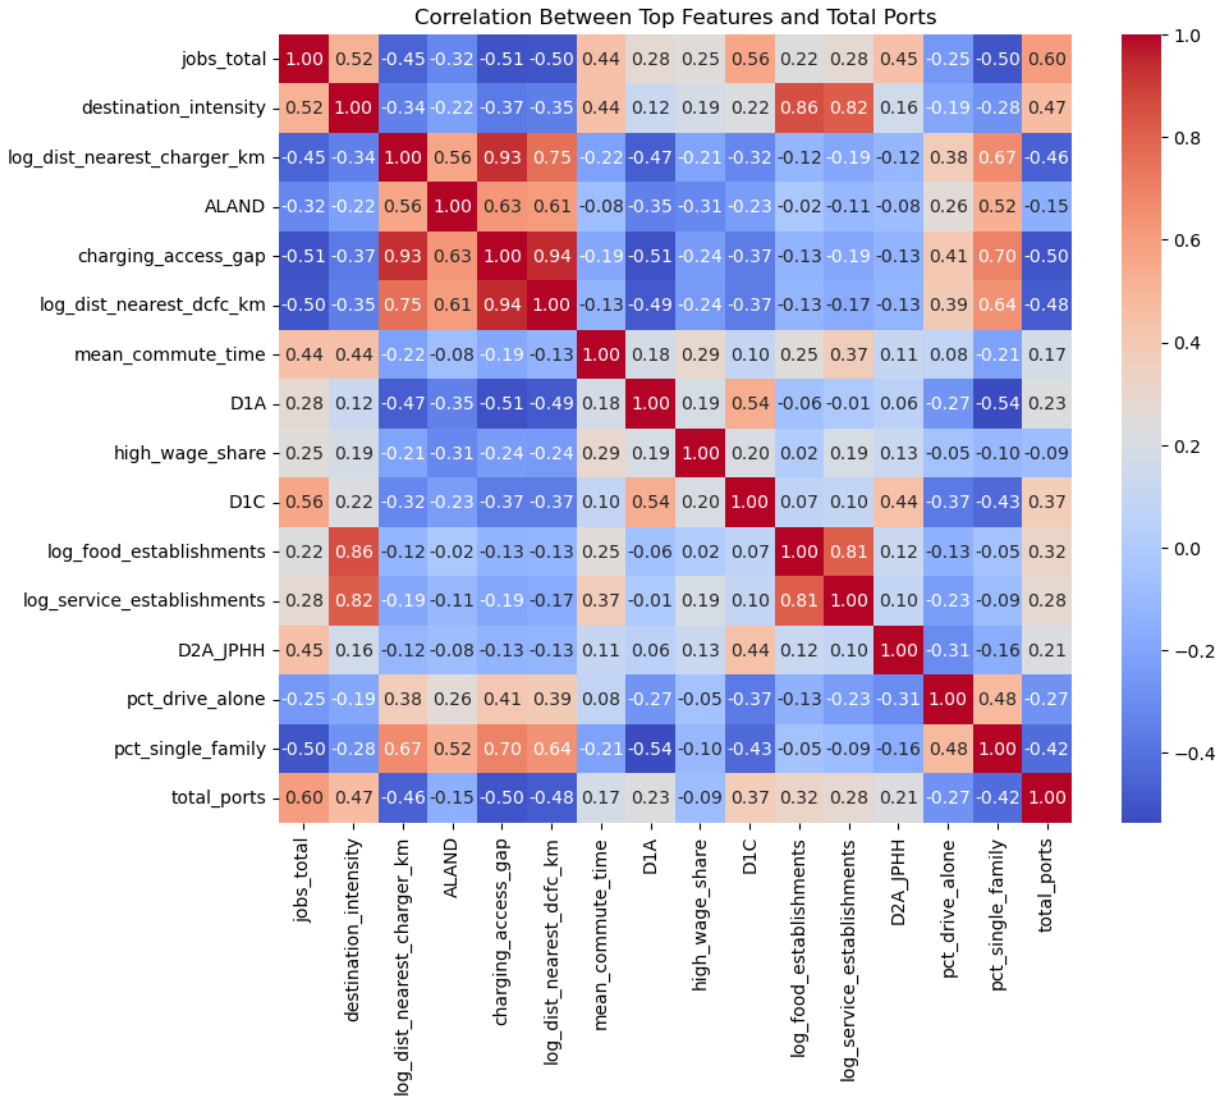 Correlation Between Top Features and Total Ports
jobs_total 1.00 0.52 -0.45 -0.32 -0.51 -0.50 0.44 0.28 0.25 0.56 0.22 0.28 0.45 -0.25 -0.50 0.60
destination_intensity 0.52 1.00 -0.34 -0.22 -0.37 -0.35 0.44 0.12 0.19 0.22 0.86 0.82 0.16 -0.19 -0.28 0.47
log_dist_nearest_charger_km -0.45 -0.34 1.00 0.56 0.93 0.75 -0.22 -0.47 -0.21 -0.32 -0.12 -0.19 -0.12 0.38 0.67 -0.46
ALAND -0.32 -0.22 0.56 1.00 0.63 0.61 -0.08 -0.35 -0.31 -0.23 -0.02 -0.11 -0.08 0.26 0.52 -0.15
charging_access_gap -0.51 -0.37 0.93 0.63 1.00 0.94 -0.19 -0.51 -0.24 -0.37 -0.13 -0.19 -0.13 0.41 0.70 -0.50
log_dist_nearest_dcfc_km -0.50 -0.35 0.75 0.61 0.94 1.00 -0.13 -0.49 -0.24 -0.37 -0.13 -0.17 -0.13 0.39 0.64 -0.48
mean_commute_time 0.44 0.44 -0.22 -0.08 -0.19 -0.13 1.00 0.18 0.29 0.10 0.25 0.37 0.11 0.08 -0.21 0.17
D1A 0.28 0.12 -0.47 -0.35 -0.51 -0.49 0.18 1.00 0.19 0.54 -0.06 -0.01 0.06 -0.27 -0.54 0.23
high_wage_share 0.25 0.19 -0.21 -0.31 -0.24 -0.24 0.29 0.19 1.00 0.20 0.02 0.19 0.13 -0.05 -0.10 -0.09
D1C 0.56 0.22 -0.32 -0.23 -0.37 -0.37 0.10 0.54 0.20 1.00 0.07 0.10 0.44 -0.37 -0.43 0.37
log_food_establishments 0.22 0.86 -0.12 -0.02 -0.13 -0.13 0.25 -0.06 0.02 0.07 1.00 0.81 0.12 -0.13 -0.05 0.32
log_service_establishments 0.28 0.82 -0.19 -0.11 -0.19 -0.17 0.37 -0.01 0.19 0.10 0.81 1.00 0.10 -0.23 -0.09 0.28
D2A_JPHH 0.45 0.16 -0.12 -0.08 -0.13 -0.13 0.11 0.06 0.13 0.44 0.12 0.10 1.00 -0.31 -0.16 0.21
pct_drive_alone -0.25 -0.19 0.38 0.26 0.41 0.39 0.08 -0.27 -0.05 -0.37 -0.13 -0.23 -0.31 1.00 0.48 -0.27
pct_single_family -0.50 -0.28 0.67 0.52 0.70 0.64 -0.21 -0.54 -0.10 -0.43 -0.05 -0.09 -0.16 0.48 1.00 -0.42
total_ports 0.60 0.47 -0.46 -0.15 -0.50 -0.48 0.17 0.23 -0.09 0.37 0.32 0.28 0.21 -0.27 -0.42 1.00
jobs_total
destination_intensity
log_dist_nearest_charger_km
ALAND
charging_access_gap
log_dist_nearest_dcfc_km
mean_commute_time
D1A
high_wage_share
D1C
log_food_establishments
log_service_establishments
D2A_JPHH
pct_drive_alone
pct_single_family
total_ports
1.0
0.8
0.6
0.4
0.2
0.0
−0.2
−0.4